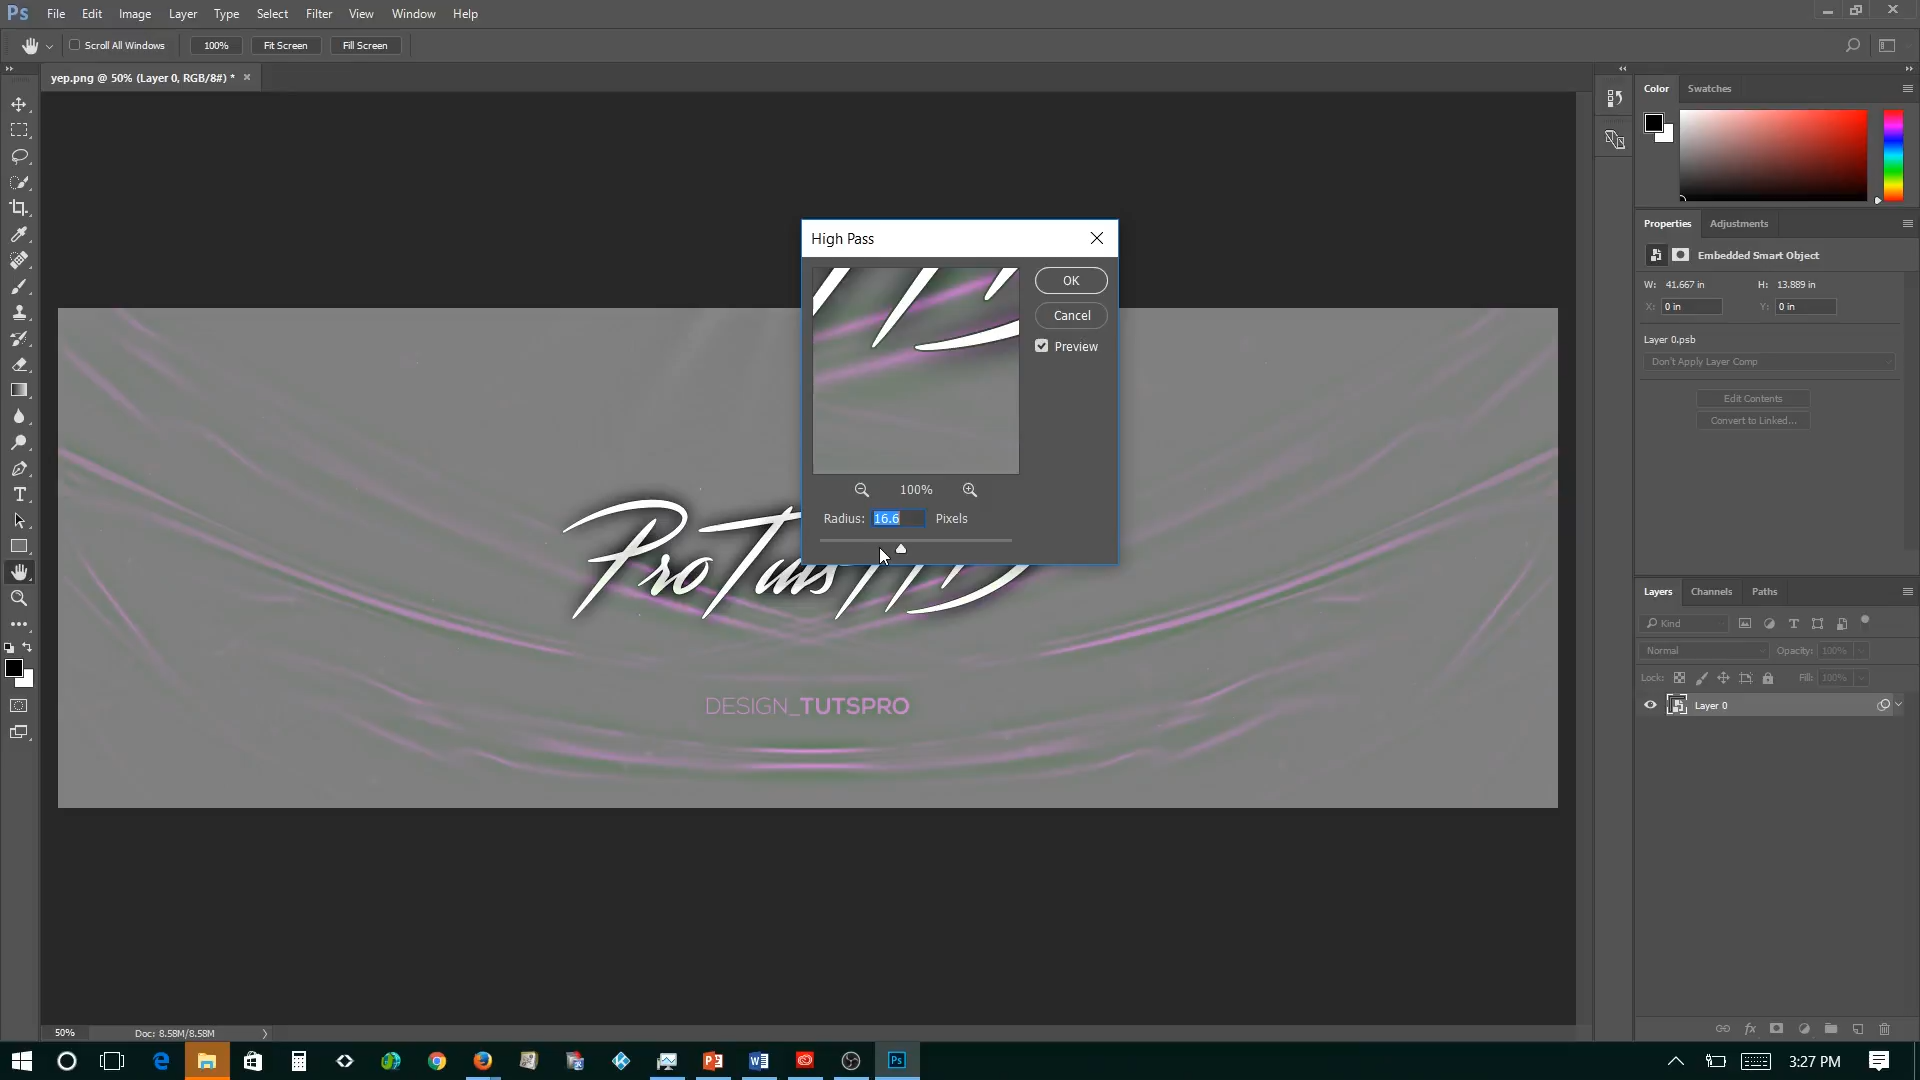 Ps File Edit Image Layer Type Select Filter View Window Help
Scroll All Windows 100% Fit Screen Fill Screen
yep.png @ 50% (Layer 0, RGB/8#) *
Color Swatches
High Pass
OK
Cancel
Preview
100%
Radius: 16.6 Pixels
DESIGN_TUTSPRO
Properties Adjustments
Embedded Smart Object
W: 41.667 in H: 13.889 in
X: 0 in Y: 0 in
Layer 0.psb
Don't Apply Layer Comp
Edit Contents
Convert to Linked...
Layers Channels Paths
Kind
Normal Opacity: 100%
Lock: Fill: 100%
Layer 0
fx
50% Doc: 8.58M/8.58M
3:27 PM